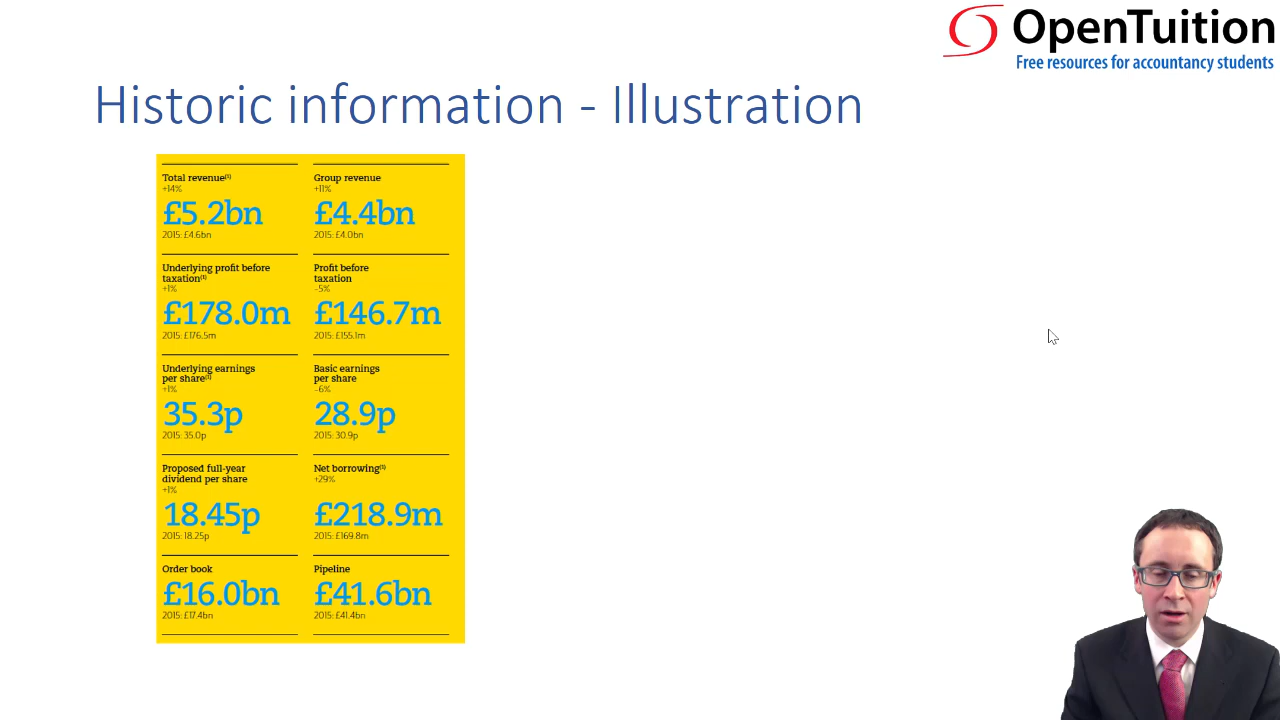 OpenTuition
Free resources for accountancy students
Historic information - Illustration
Total revenue(1)
+14%
£5.2bn
2015: £4.6bn
Group revenue
+11%
£4.4bn
2015: £4.0bn
Underlying profit before
taxation(1)
+1%
£178.0m
2015: £176.5m
Profit before
taxation
-5%
£146.7m
2015: £155.1m
Underlying earnings
per share(1)
+1%
35.3p
2015: 35.0p
Basic earnings
per share
-6%
28.9p
2015: 30.9p
Proposed full-year
dividend per share
+1%
18.45p
2015: 18.25p
Net borrowing(1)
+29%
£218.9m
2015: £169.8m
Order book
£16.0bn
2015: £17.4bn
Pipeline
£41.6bn
2015: £41.4bn